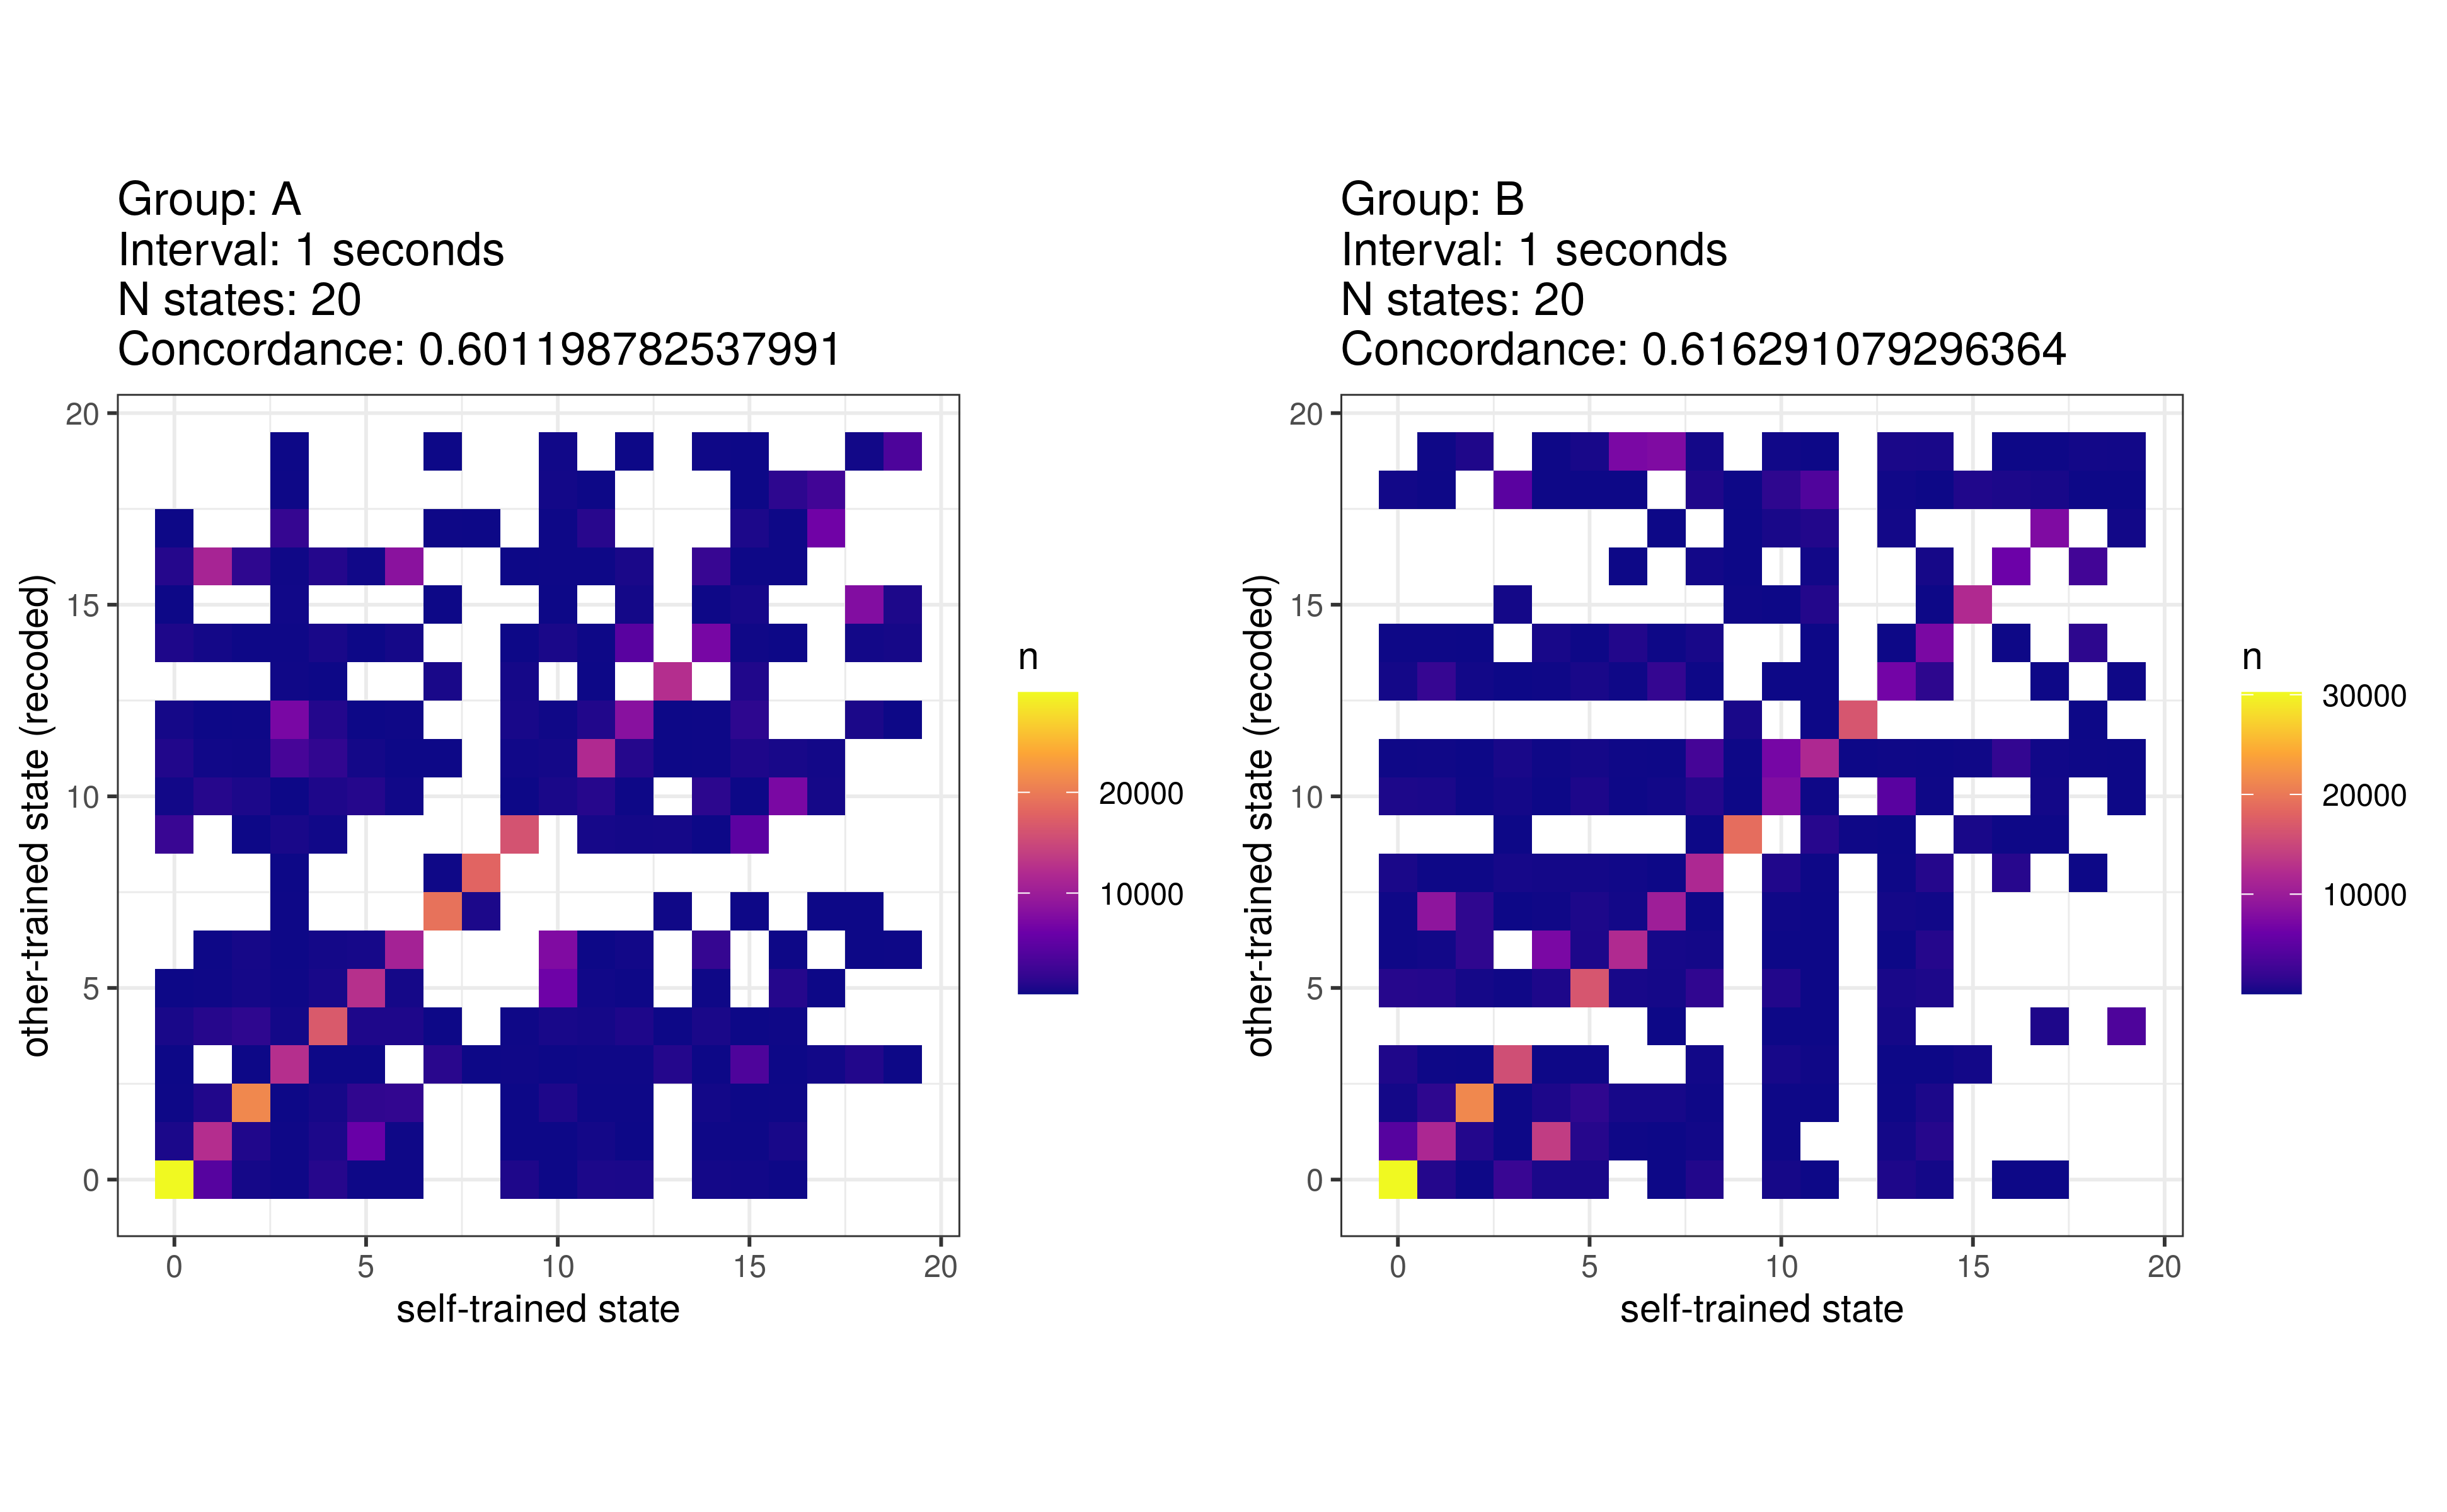 Group: A
Interval: 1 seconds
N states: 20
Concordance: 0.601198782537991
20
15
10
5
0
other-trained state (recoded)
0 5 10 15 20
self-trained state
n
20000
10000
Group: B
Interval: 1 seconds
N states: 20
Concordance: 0.616291079296364
20
15
10
5
0
other-trained state (recoded)
0 5 10 15 20
self-trained state
n
30000
20000
10000